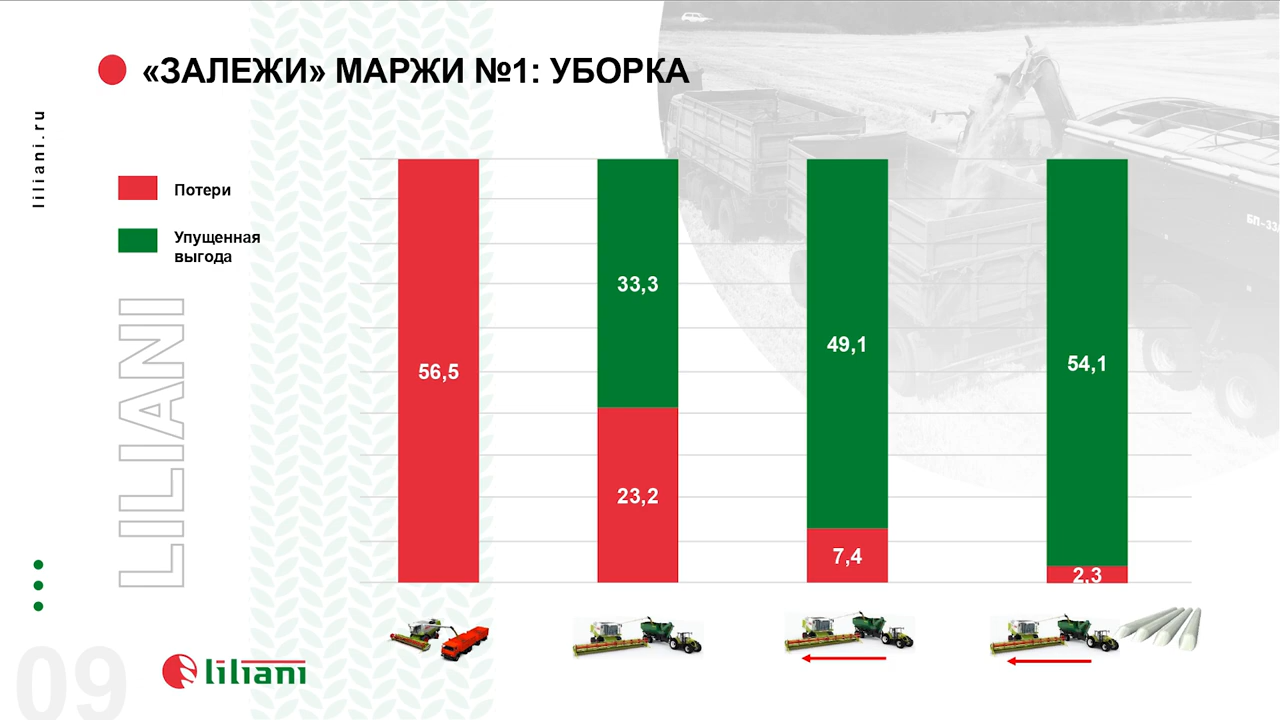 «ЗАЛЕЖИ» МАРЖИ №1: УБОРКА
liliani.ru
Потери
Упущенная
выгода
LILIANI
56,5
33,3
23,2
49,1
7,4
54,1
2,3
liliani
09